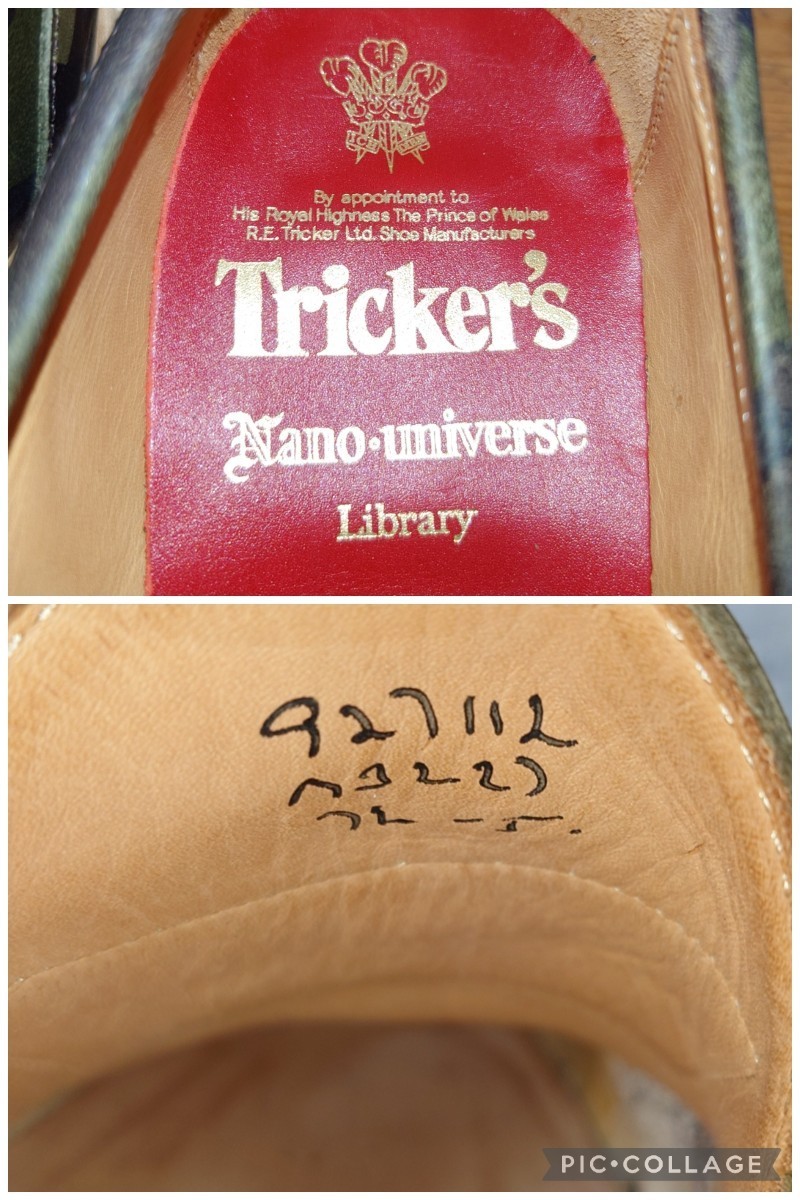 By appointment to
His Royal Highness The Prince of Wales
R.E. Tricker Ltd. Shoe Manufacturers
Tricker's
Nano·universe
Library
927112
PIC•COLLAGE